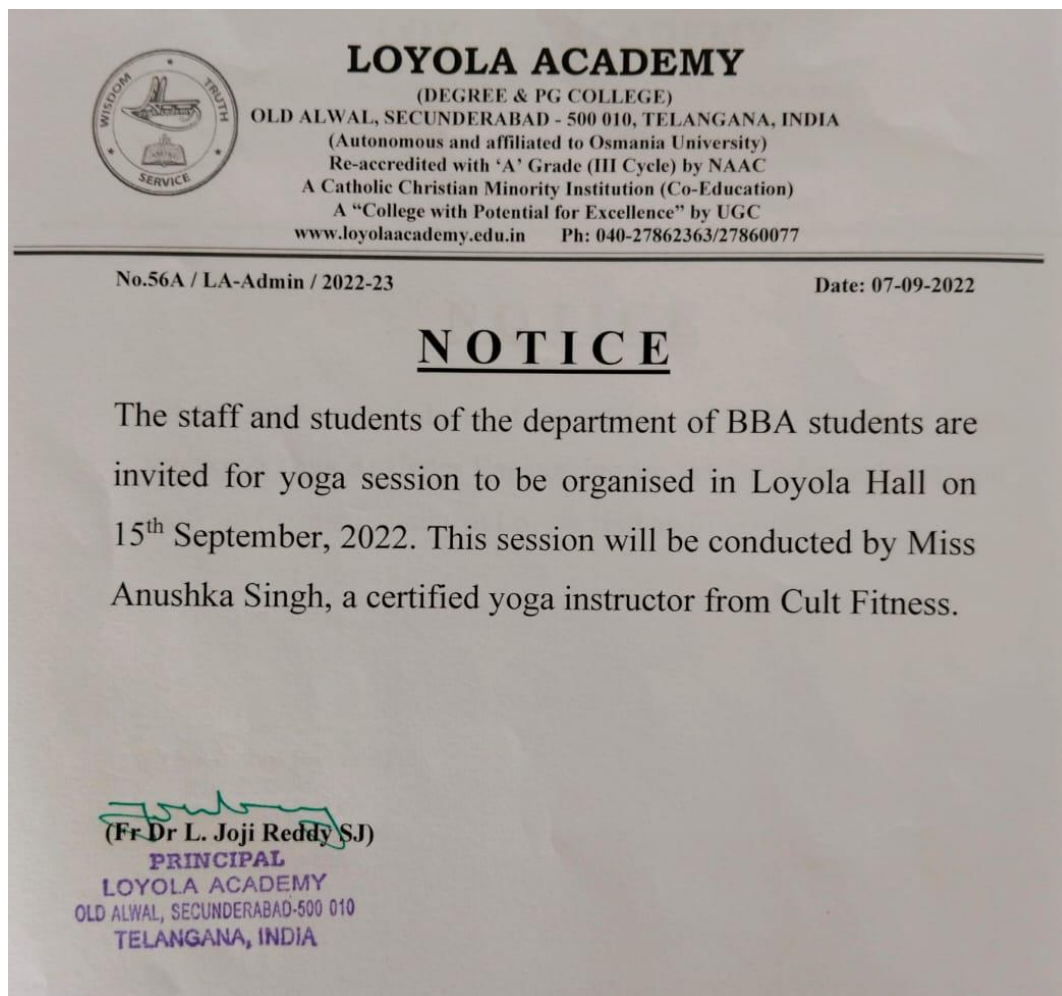 WISDOM TRUTH
SERVICE
LOYOLA ACADEMY
(DEGREE & PG COLLEGE)
OLD ALWAL, SECUNDERABAD - 500 010, TELANGANA, INDIA
(Autonomous and affiliated to Osmania University)
Re-accredited with ‘A’ Grade (III Cycle) by NAAC
A Catholic Christian Minority Institution (Co-Education)
A “College with Potential for Excellence” by UGC
www.loyolaacademy.edu.in Ph: 040-27862363/27860077
No.56A / LA-Admin / 2022-23 Date: 07-09-2022
NOTICE
The staff and students of the department of BBA students are
invited for yoga session to be organised in Loyola Hall on
15th September, 2022. This session will be conducted by Miss
Anushka Singh, a certified yoga instructor from Cult Fitness.
(Fr Dr L. Joji Reddy SJ)
PRINCIPAL
LOYOLA ACADEMY
OLD ALWAL, SECUNDERABAD-500 010
TELANGANA, INDIA